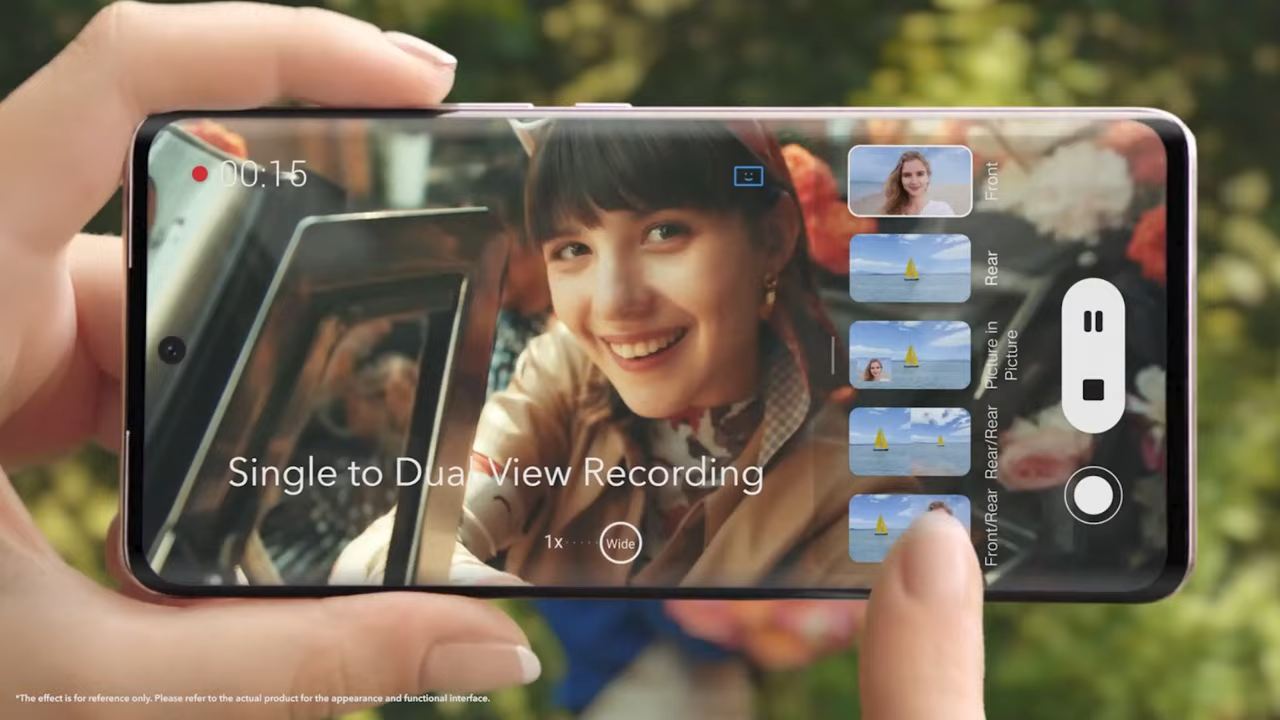 00:15
Front
Rear
Picture in
Picture
Rear/Rear
Front/Rear
Single to Dual View Recording
1x
Wide
*The effect is for reference only. Please refer to the actual product for the appearance and functional interface.